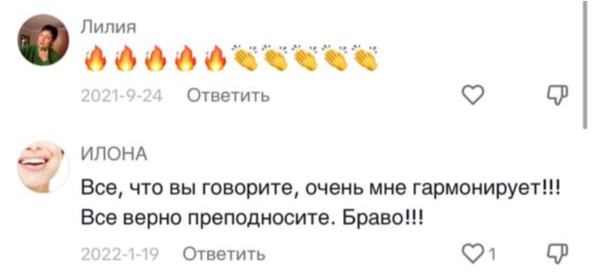 Лилия
🔥🔥🔥🔥🔥👏👏👏👏👏
2021-9-24 Ответить
ИЛОНА
Все, что вы говорите, очень мне гармонирует!!!
Все верно преподносите. Браво!!!
2022-1-19 Ответить 1